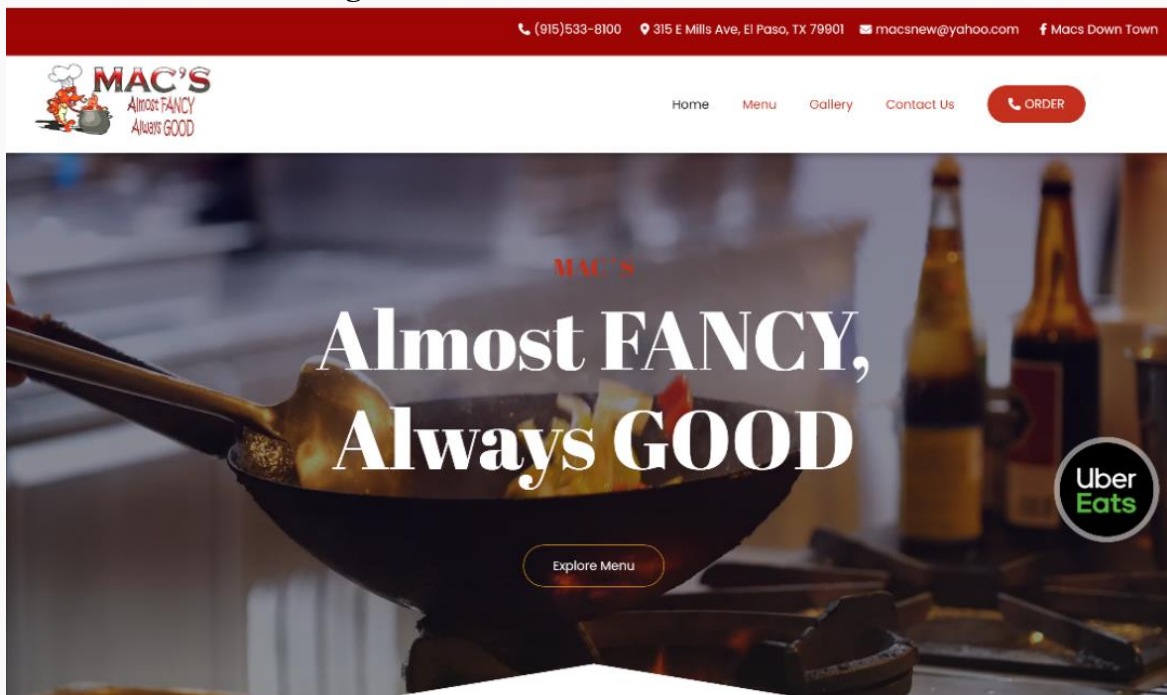 (915)533-8100 315 E Mills Ave, El Paso, TX 79901 macsnew@yahoo.com Macs Down Town
MAC'S
Almost FANCY
Always GOOD
Home Menu Gallery Contact Us ORDER
MAC'S
Almost FANCY,
Always GOOD
Uber
Eats
Explore Menu